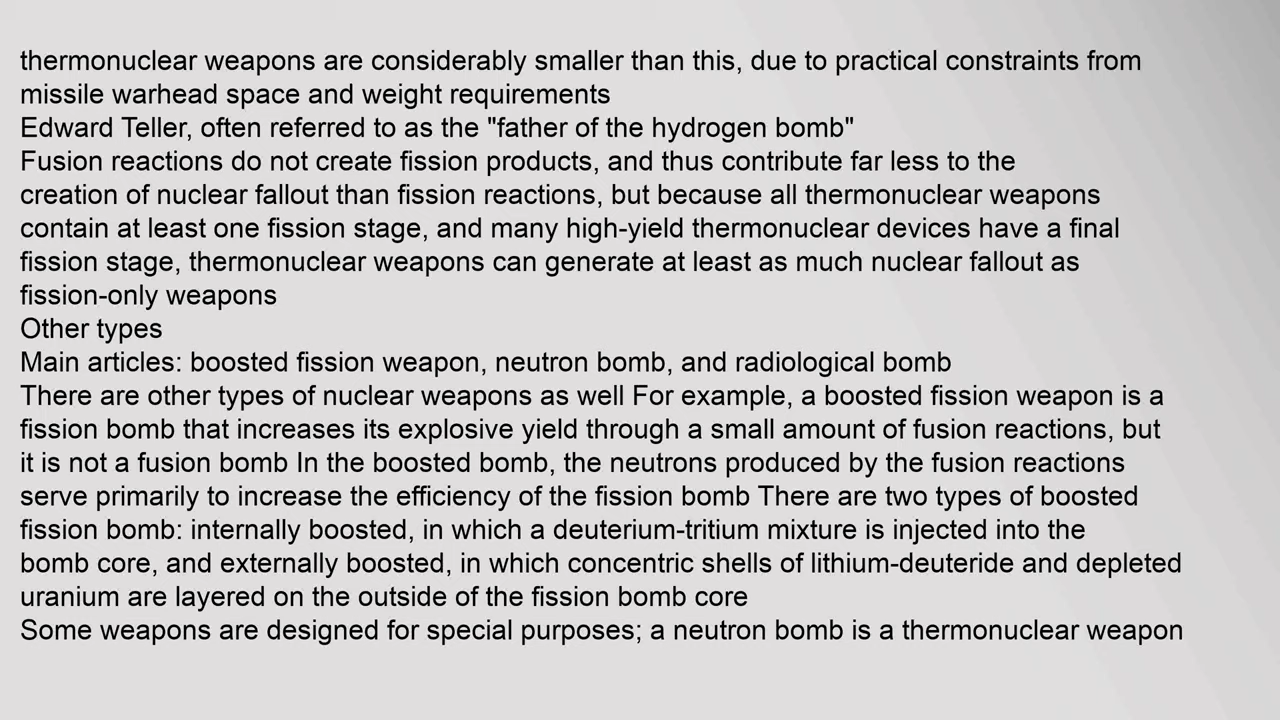 thermonuclear weapons are considerably smaller than this, due to practical constraints from
missile warhead space and weight requirements
Edward Teller, often referred to as the "father of the hydrogen bomb"
Fusion reactions do not create fission products, and thus contribute far less to the
creation of nuclear fallout than fission reactions, but because all thermonuclear weapons
contain at least one fission stage, and many high-yield thermonuclear devices have a final
fission stage, thermonuclear weapons can generate at least as much nuclear fallout as
fission-only weapons
Other types
Main articles: boosted fission weapon, neutron bomb, and radiological bomb
There are other types of nuclear weapons as well For example, a boosted fission weapon is a
fission bomb that increases its explosive yield through a small amount of fusion reactions, but
it is not a fusion bomb In the boosted bomb, the neutrons produced by the fusion reactions
serve primarily to increase the efficiency of the fission bomb There are two types of boosted
fission bomb: internally boosted, in which a deuterium-tritium mixture is injected into the
bomb core, and externally boosted, in which concentric shells of lithium-deuteride and depleted
uranium are layered on the outside of the fission bomb core
Some weapons are designed for special purposes; a neutron bomb is a thermonuclear weapon